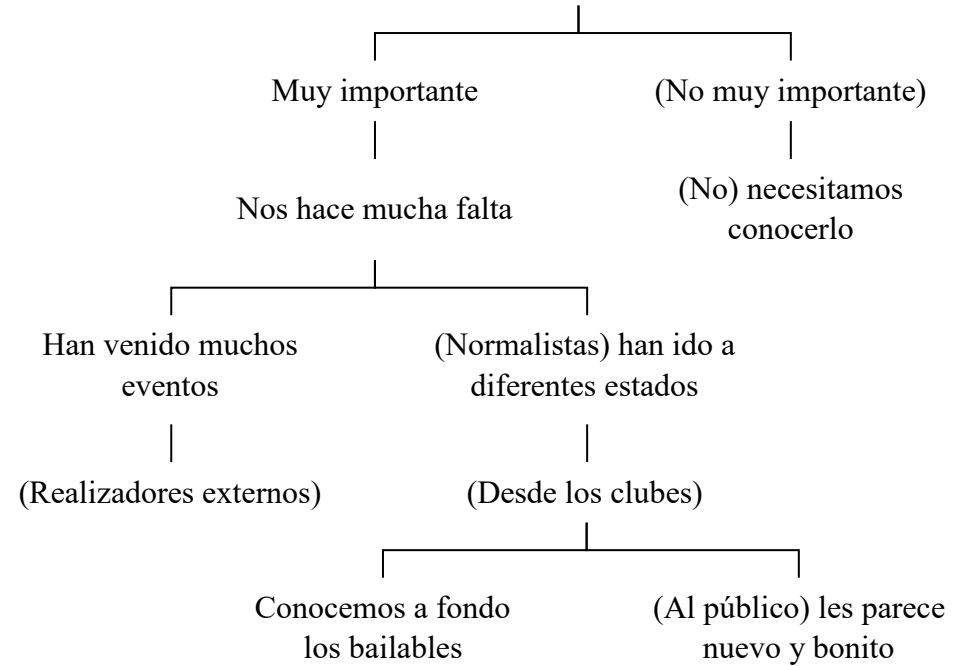 Muy importante
(No muy importante)
Nos hace mucha falta
(No) necesitamos
conocerlo
Han venido muchos
eventos
(Normalistas) han ido a
diferentes estados
(Realizadores externos)
(Desde los clubes)
Conocemos a fondo
los bailables
(Al público) les parece
nuevo y bonito